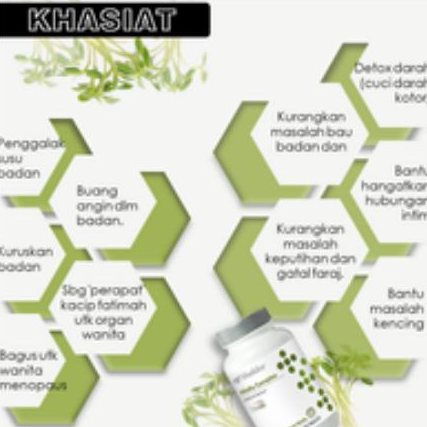 KHASIAT
Penggalak
susu
badan
Buang
angin dlm
badan.
Kuruskan
badan
Sbg 'perapat'
kacip fatimah
utk organ
wanita
Bagus utk
wanita
menopaus
Detox darah
(cuci darah
kotor
Kurangkan
masalah bau
badan dan
Bantu
hangatkan
hubungan
intim
Kurangkan
masalah
keputihan dan
gatal faraj.
Bantu
masalah
kencing